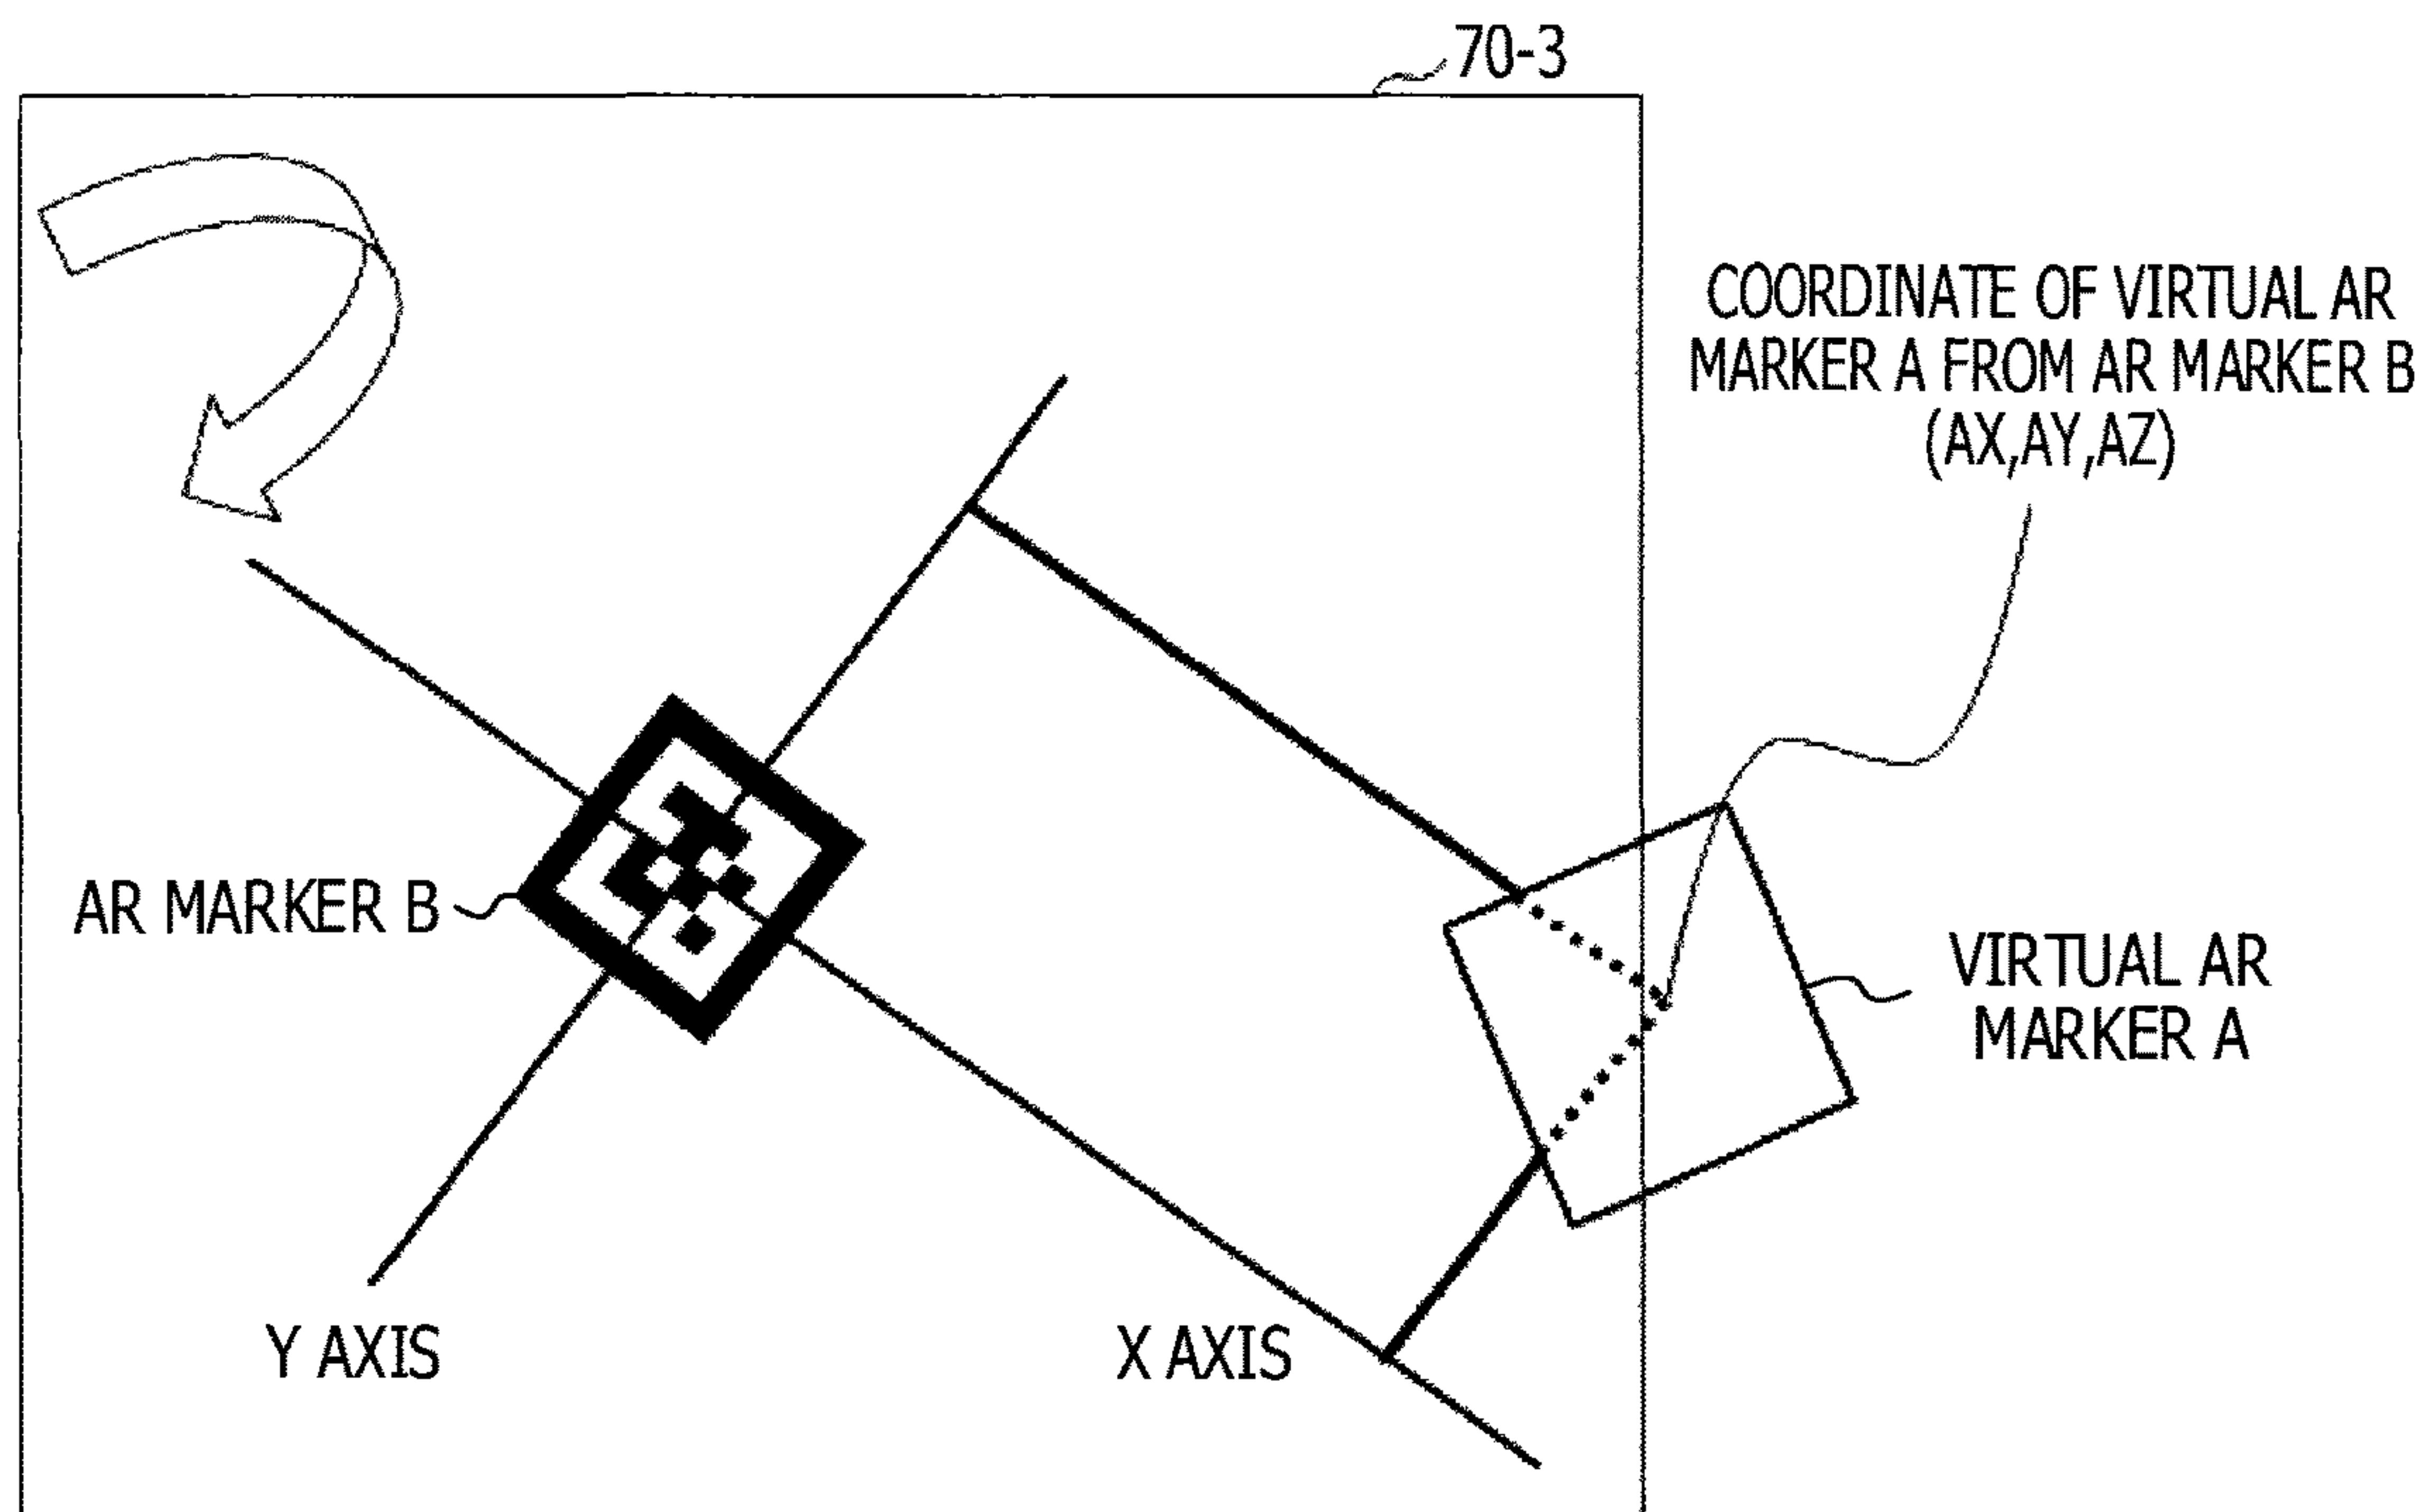 70-3
COORDINATE OF VIRTUAL AR
MARKER A FROM AR MARKER B
(AX,AY,AZ)
AR MARKER B
VIRTUAL AR
MARKER A
Y AXIS
X AXIS